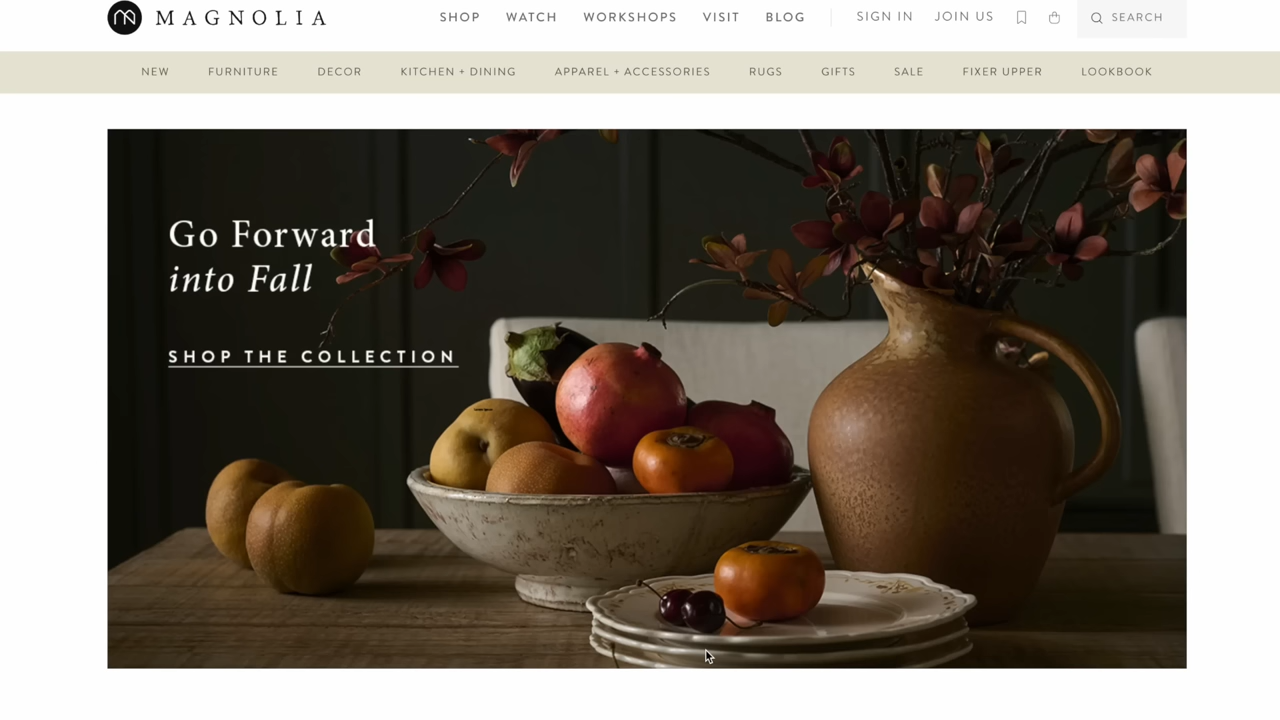 MAGNOLIA
SHOP WATCH WORKSHOPS VISIT BLOG SIGN IN JOIN US SEARCH
NEW FURNITURE DECOR KITCHEN + DINING APPAREL + ACCESSORIES RUGS GIFTS SALE FIXER UPPER LOOKBOOK
Go Forward
into Fall
SHOP THE COLLECTION